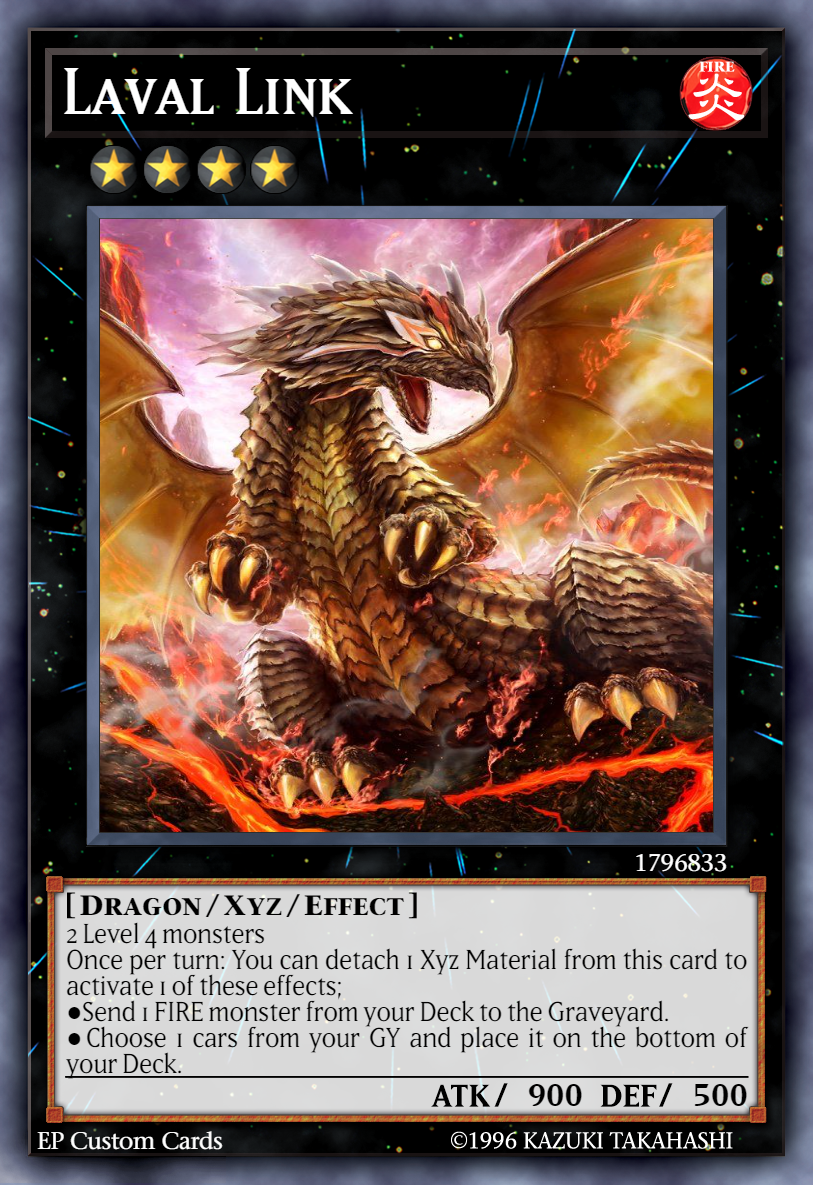 Laval Link
FIRE
炎
1796833
[ Dragon / Xyz / Effect ]
2 Level 4 monsters
Once per turn: You can detach 1 Xyz Material from this card to
activate 1 of these effects;
●Send 1 FIRE monster from your Deck to the Graveyard.
● Choose 1 cars from your GY and place it on the bottom of
your Deck.
ATK/ 900 DEF/ 500
EP Custom Cards
©1996 KAZUKI TAKAHASHI